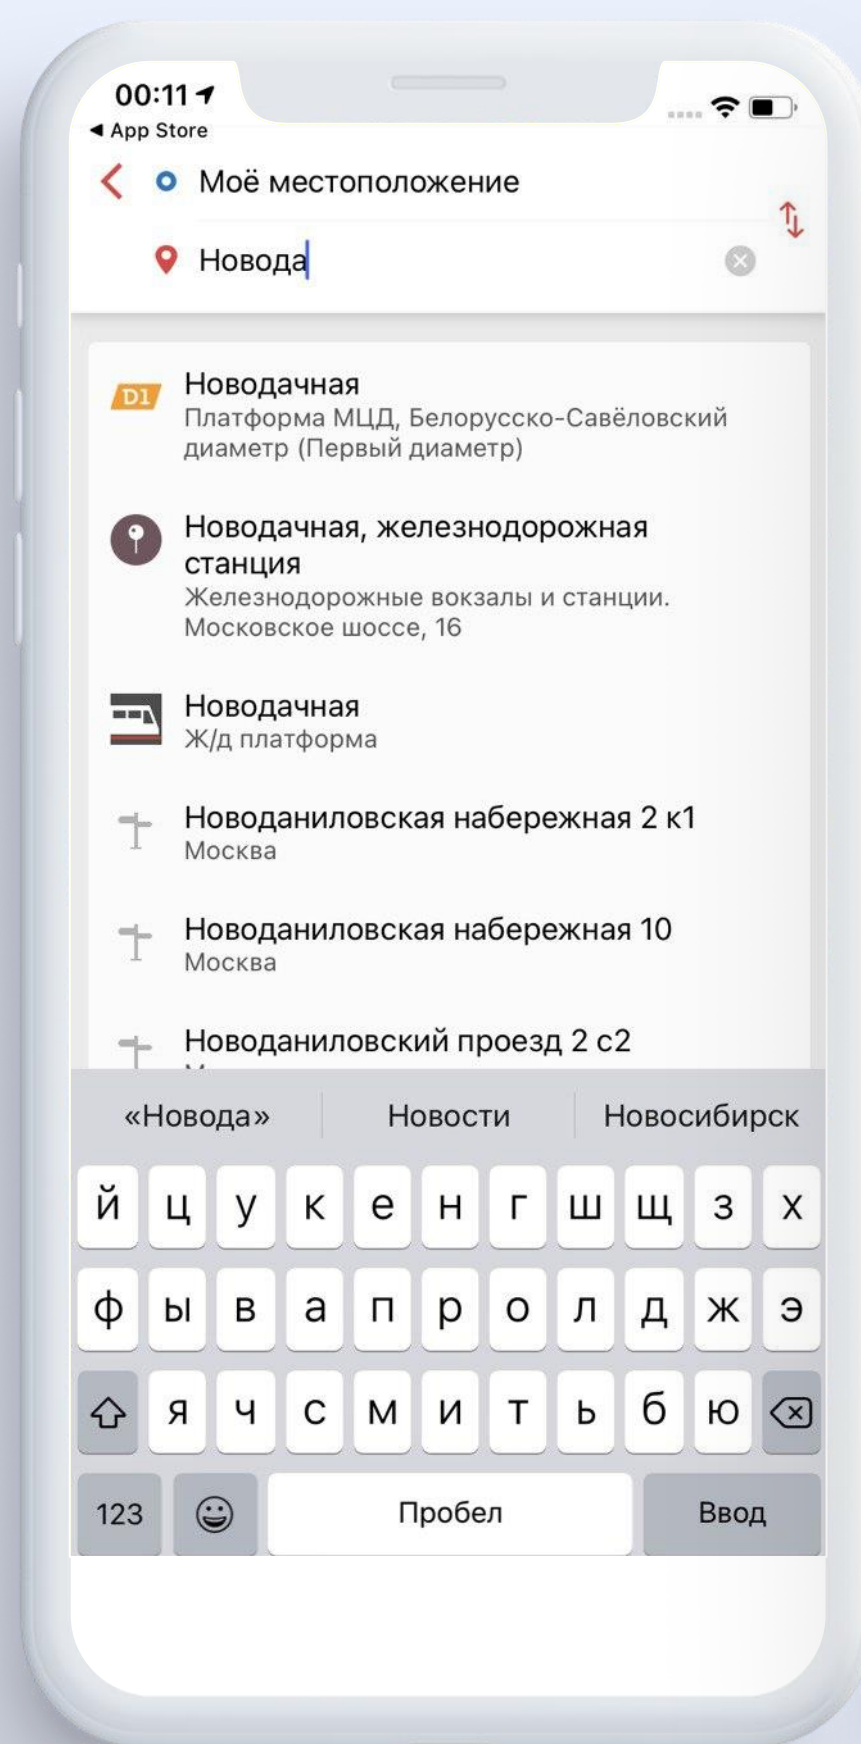 00:11
App Store
Моё местоположение
Новода
D1
Новодачная
Платформа МЦД, Белорусско-Савёловский
диаметр (Первый диаметр)
Новодачная, железнодорожная
станция
Железнодорожные вокзалы и станции.
Московское шоссе, 16
Новодачная
Ж/д платформа
Новоданиловская набережная 2 к1
Москва
Новоданиловская набережная 10
Москва
Новоданиловский проезд 2 с2
«Новода» Новости Новосибирск
й ц у к е н г ш щ з х
ф ы в а п р о л д ж э
я ч с м и т ь б ю
123 Пробел Ввод